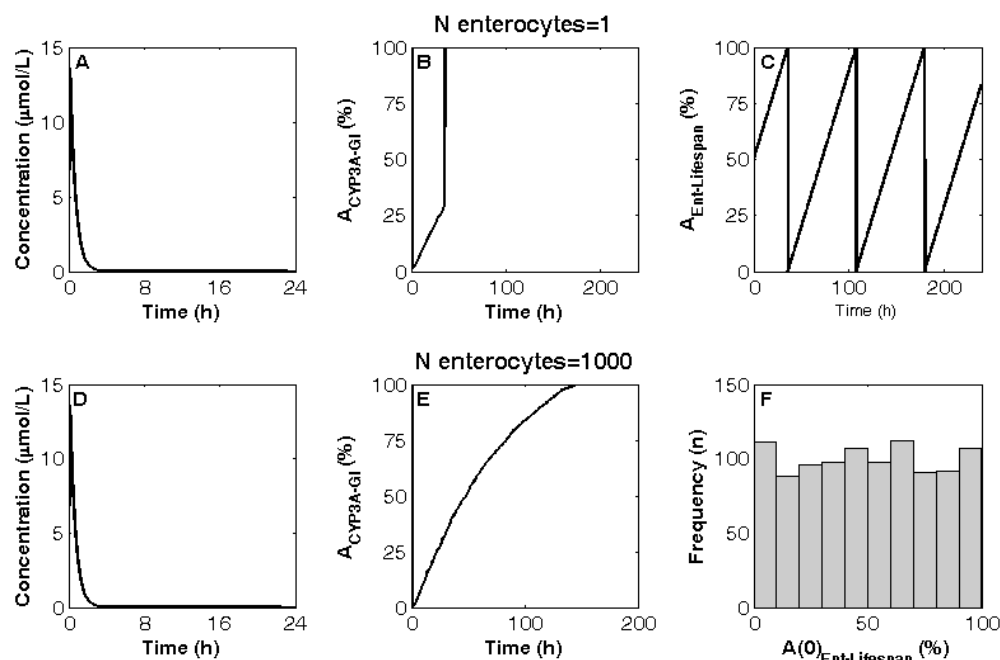 N enterocytes=1
A
Concentration (µmol/L)
15
10
5
0
0 8 16 24
Time (h)
B
A_CYP3A-GI (%)
100
75
50
25
0
0 100 200
Time (h)
C
A_Ent-Lifespan (%)
100
75
50
25
0
0 100 200
Time (h)
N enterocytes=1000
D
Concentration (µmol/L)
15
10
5
0
0 8 16 24
Time (h)
E
A_CYP3A-GI (%)
100
75
50
25
0
0 100 200
Time (h)
F
Frequency (n)
150
100
50
0
0 50 100
A(0)_Ent-Lifespan (%)